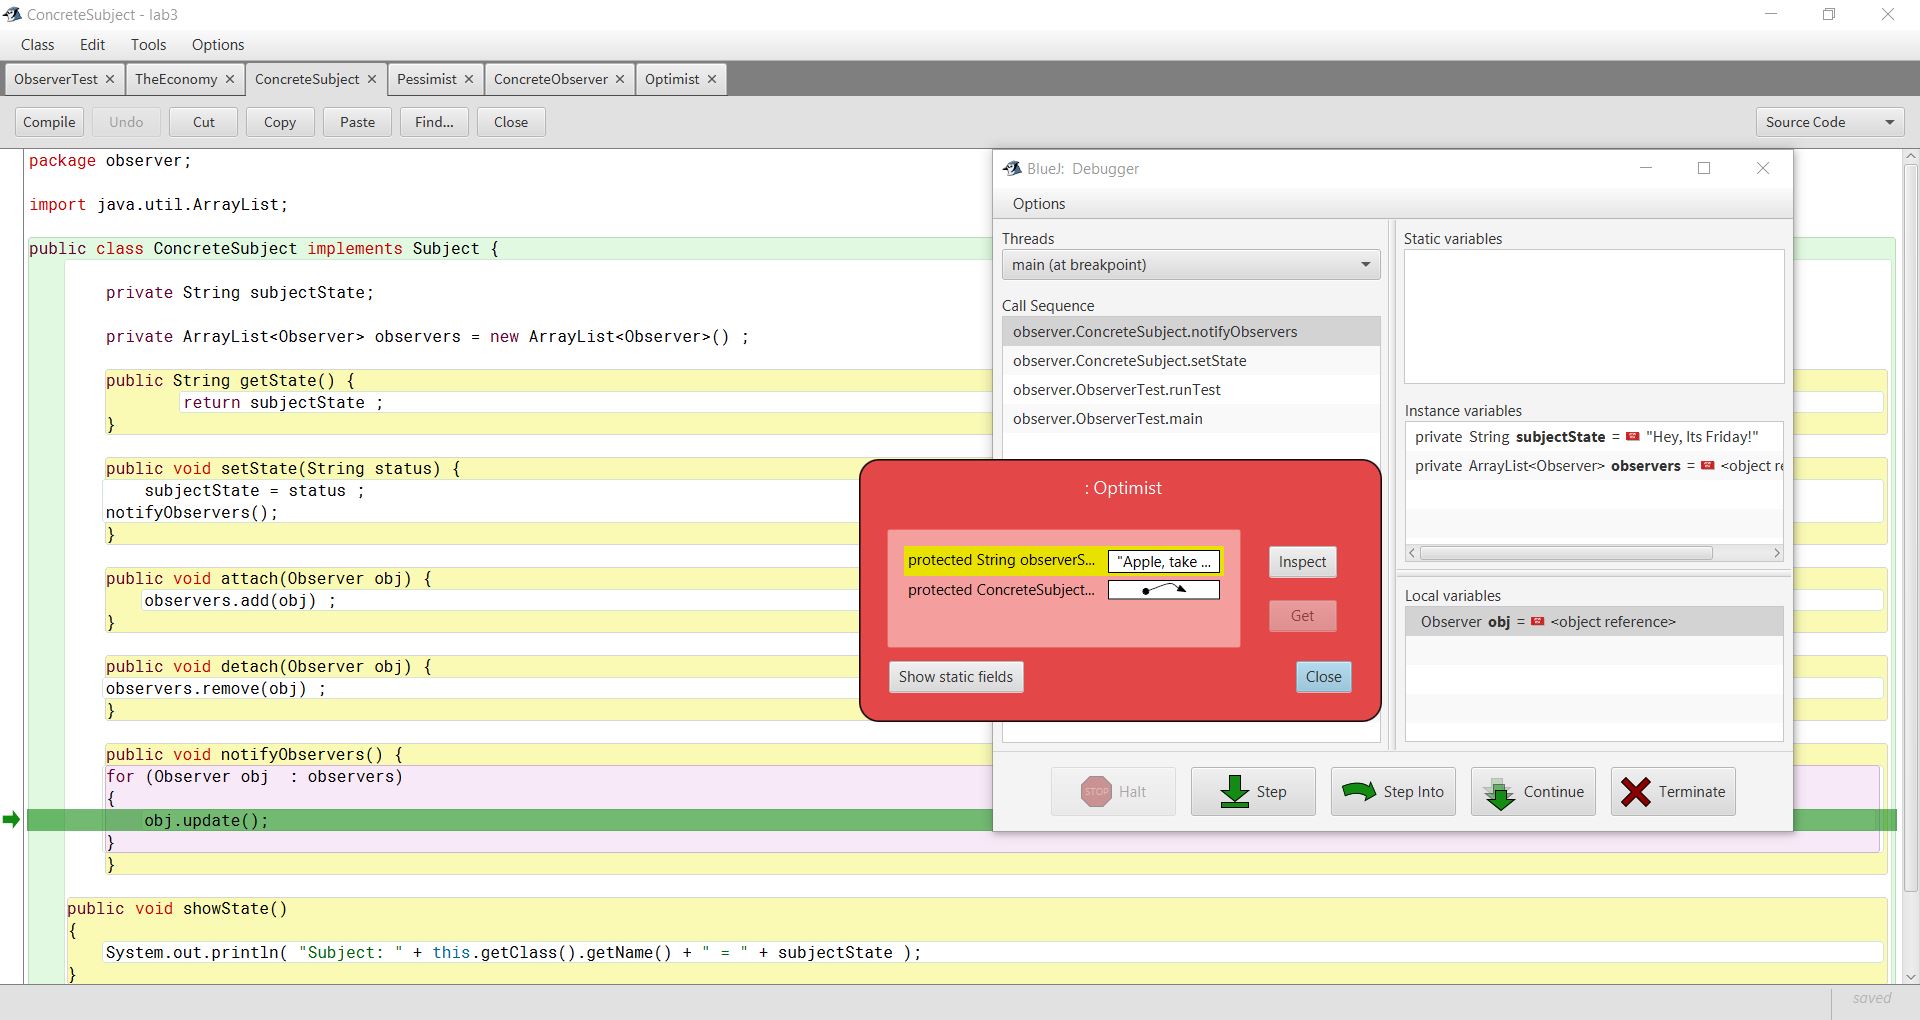 ConcreteSubject - lab3
Class Edit Tools Options
ObserverTest TheEconomy ConcreteSubject Pessimist ConcreteObserver Optimist
Compile Undo Cut Copy Paste Find... Close Source Code
package observer;
import java.util.ArrayList;
public class ConcreteSubject implements Subject {
private String subjectState;
private ArrayList<Observer> observers = new ArrayList<Observer>() ;
public String getState() {
return subjectState ;
}
public void setState(String status) {
subjectState = status ;
notifyObservers();
}
public void attach(Observer obj) {
observers.add(obj) ;
}
public void detach(Observer obj) {
observers.remove(obj) ;
}
public void notifyObservers() {
for (Observer obj  : observers)
{
obj.update();
}
}
public void showState()
{
System.out.println( "Subject: " + this.getClass().getName() + " = " + subjectState );
}
BlueJ: Debugger
Options
Threads
main (at breakpoint)
Call Sequence
observer.ConcreteSubject.notifyObservers
observer.ConcreteSubject.setState
observer.ObserverTest.runTest
observer.ObserverTest.main
Static variables
Instance variables
private String subjectState = "Hey, Its Friday!"
private ArrayList<Observer> observers = <object re
Local variables
Observer obj = <object reference>
: Optimist
protected String observerS... "Apple, take ...
protected ConcreteSubject...
Inspect
Get
Show static fields
Close
STOP Halt Step Step Into Continue Terminate
saved